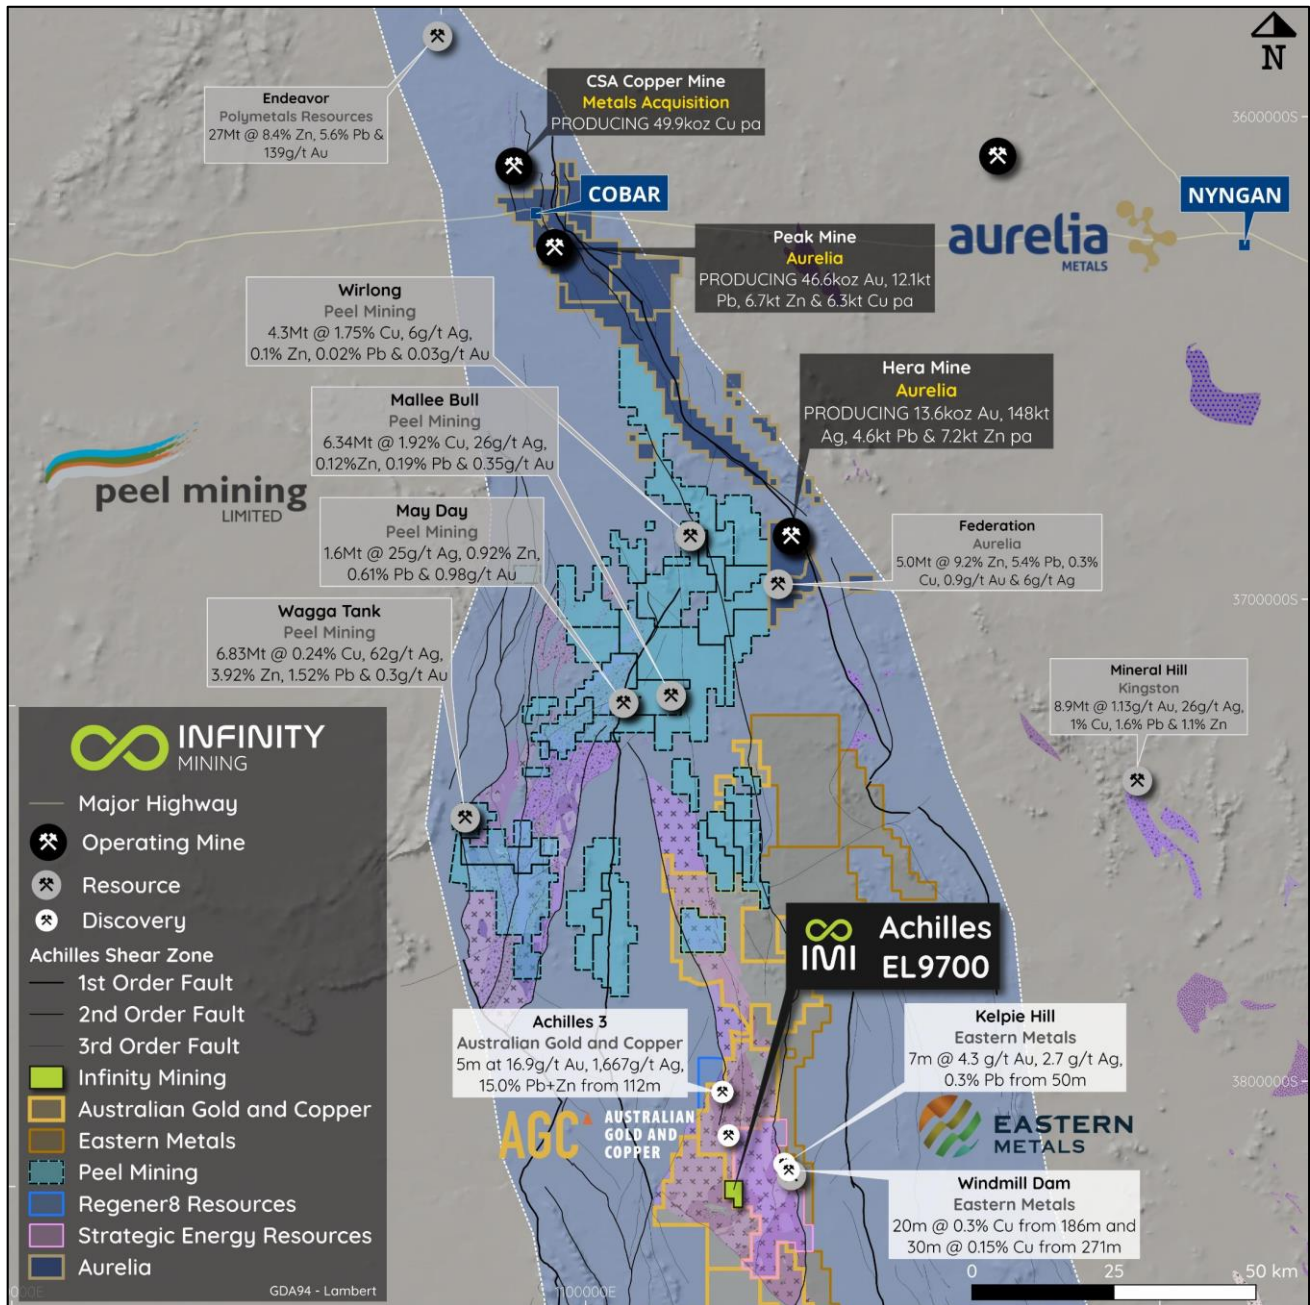 N
Endeavor
Polymetals Resources
27Mt @ 8.4% Zn, 5.6% Pb &
139g/t Au
CSA Copper Mine
Metals Acquisition
PRODUCING 49.9koz Cu pa
3600000S
COBAR
NYNGAN
aurelia
METALS
Peak Mine
Aurelia
PRODUCING 46.6koz Au, 12.1kt
Pb, 6.7kt Zn & 6.3kt Cu pa
Wirlong
Peel Mining
4.3Mt @ 1.75% Cu, 6g/t Ag,
0.1% Zn, 0.02% Pb & 0.03g/t Au
Hera Mine
Aurelia
PRODUCING 13.6koz Au, 148kt
Ag, 4.6kt Pb & 7.2kt Zn pa
Mallee Bull
Peel Mining
6.34Mt @ 1.92% Cu, 26g/t Ag,
0.12%Zn, 0.19% Pb & 0.35g/t Au
peel mining
LIMITED
May Day
Peel Mining
1.6Mt @ 25g/t Ag, 0.92% Zn,
0.61% Pb & 0.98g/t Au
Federation
Aurelia
5.0Mt @ 9.2% Zn, 5.4% Pb, 0.3%
Cu, 0.9g/t Au & 6g/t Ag
3700000S
Wagga Tank
Peel Mining
6.83Mt @ 0.24% Cu, 62g/t Ag,
3.92% Zn, 1.52% Pb & 0.3g/t Au
Mineral Hill
Kingston
8.9Mt @ 1.13g/t Au, 26g/t Ag,
1% Cu, 1.6% Pb & 1.1% Zn
INFINITY
MINING
Major Highway
Operating Mine
Resource
Discovery
Achilles Shear Zone
1st Order Fault
2nd Order Fault
3rd Order Fault
Infinity Mining
Australian Gold and Copper
Eastern Metals
Peel Mining
Regener8 Resources
Strategic Energy Resources
Aurelia
GDA94 - Lambert
IMI
Achilles
EL9700
Achilles 3
Australian Gold and Copper
5m at 16.9g/t Au, 1,667g/t Ag,
15.0% Pb+Zn from 112m
Kelpie Hill
Eastern Metals
7m @ 4.3 g/t Au, 2.7 g/t Ag,
0.3% Pb from 50m
3800000S
AGC
AUSTRALIAN
GOLD AND
COPPER
EASTERN
METALS
Windmill Dam
Eastern Metals
20m @ 0.3% Cu from 186m and
30m @ 0.15% Cu from 271m
0 25 50 km